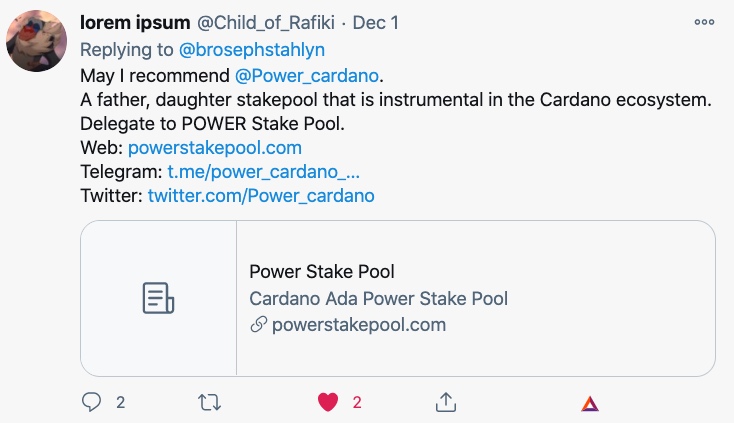 lorem ipsum @Child_of_Rafiki · Dec 1
Replying to @brosephstahlyn
May I recommend @Power_cardano.
A father, daughter stakepool that is instrumental in the Cardano ecosystem.
Delegate to POWER Stake Pool.
Web: powerstakepool.com
Telegram: t.me/power_cardano_...
Twitter: twitter.com/Power_cardano
Power Stake Pool
Cardano Ada Power Stake Pool
powerstakepool.com
2 2